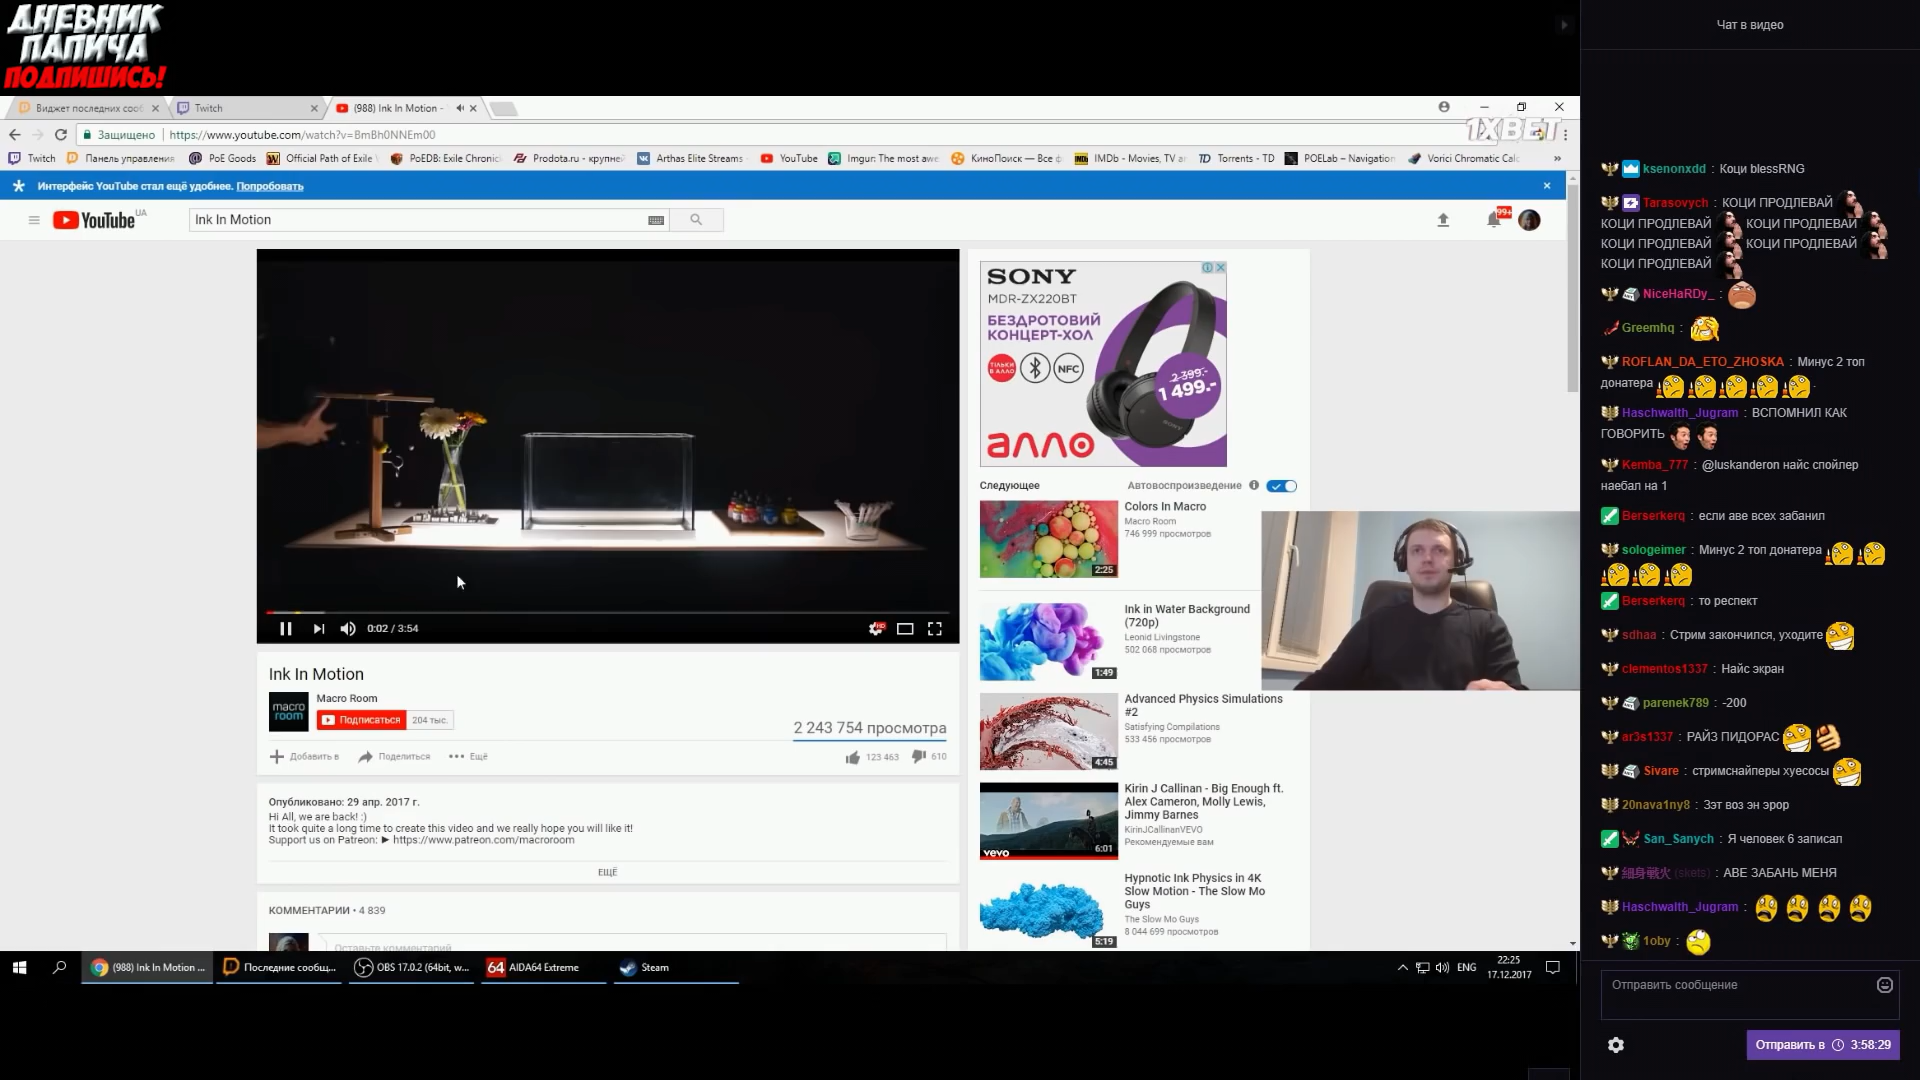 ДНЕВНИК
ПАПИЧА
ПОДПИШИСЬ!
Виджет последних сооб
Twitch
(988) Ink In Motion -
Защищено
https://www.youtube.com/watch?v=BmBh0NNEm00
1XBET
Twitch
Панель управления
PoE Goods
Official Path of Exile
PoEDB: Exile Chronic
Prodota.ru - крупней
Arthas Elite Streams
YouTube
Imgur: The most awe
КиноПоиск — Все ф
IMDb - Movies, TV ar
Torrents - TD
POELab – Navigation
Vorici Chromatic Calc
Интерфейс YouTube стал ещё удобнее. Попробовать
YouTube UA
Ink In Motion
99+
0:02 / 3:54
HD
Ink In Motion
macro
room
Macro Room
Подписаться 204 тыс.
2 243 754 просмотра
Добавить в
Поделиться
Ещё
123 463
610
Опубликовано: 29 апр. 2017 г.
Hi All, we are back! :)
It took quite a long time to create this video and we really hope you will like it!
Support us on Patreon: ► https://www.patreon.com/macroroom
ЕЩЁ
КОММЕНТАРИИ • 4 839
Оставьте комментарий
SONY
MDR-ZX220BT
БЕЗДРОТОВИЙ
КОНЦЕРТ-ХОЛ
ТІЛЬКИ
В АЛЛО
NFC
2 399.-
1 499.-
SONY
алло
Следующее
Автовоспроизведение
Colors In Macro
Macro Room
746 999 просмотров
2:25
Ink in Water Background
(720p)
Leonid Livingstone
502 068 просмотров
1:49
Advanced Physics Simulations
#2
Satisfying Compilations
533 456 просмотров
4:45
Kirin J Callinan - Big Enough ft.
Alex Cameron, Molly Lewis,
Jimmy Barnes
KirinJCallinanVEVO
Рекомендуемые вам
vevo
6:01
Hypnotic Ink Physics in 4K
Slow Motion - The Slow Mo
Guys
The Slow Mo Guys
8 044 699 просмотров
5:19
(988) Ink In Motion ...
Последние сообщ...
OBS 17.0.2 (64bit, w...
64 AIDA64 Extreme
Steam
ENG
22:25
17.12.2017
Чат в видео
ksenonxdd : Коци blessRNG
Tarasovych : КОЦИ ПРОДЛЕВАЙ
КОЦИ ПРОДЛЕВАЙ КОЦИ ПРОДЛЕВАЙ
КОЦИ ПРОДЛЕВАЙ КОЦИ ПРОДЛЕВАЙ
КОЦИ ПРОДЛЕВАЙ
NiceHaRDy_ :
Greemhq :
ROFLAN_DA_ETO_ZHOSKA : Минус 2 топ
донатера .
Haschwalth_Jugram : ВСПОМНИЛ КАК
ГОВОРИТЬ
Kemba_777 : @luskanderon найс спойлер
наебал на 1
Berserkerq : если аве всех забанил
sologeimer : Минус 2 топ донатера
Berserkerq : то респект
sdhaa : Стрим закончился, уходите
clementos1337 : Найс экран
parenek789 : -200
ar3s1337 : РАЙЗ ПИДОРАС
Sivare : стримснайперы хуесосы
20nava1ny8 : Зэт воз эн эрор
San_Sanych : Я человек 6 записал
(skets) : АВЕ ЗАБАНЬ МЕНЯ
Haschwalth_Jugram :
1oby :
Отправить сообщение
Отправить в 3:58:29